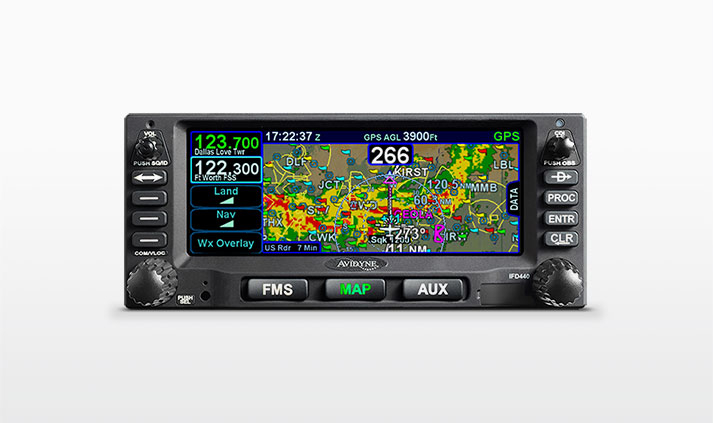 VOL
PUSH SQ/ID
COM/VLOC
PUSH
SEL
123.700
Dallas Love Twr
122.300
Ft Worth FSS
Land
Nav
Wx Overlay
17:22:37 Z
GPS AGL 3900Ft
GPS
266
KIRST
DLF
LBL
JCT
120.5NM
MMB
60.3NM
DATA
THX
CWK
273°
.Sqk 1200
11 NM
US Rdr 7 Min
AVIDYNE
FMS
MAP
AUX
CDI
PUSH OBS
D
PROC
ENTR
CLR
IFD440